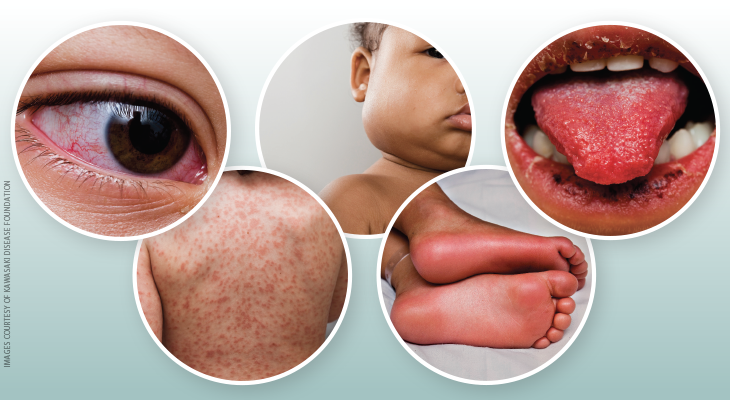 IMAGES COURTESY OF KAWASAKI DISEASE FOUNDATION